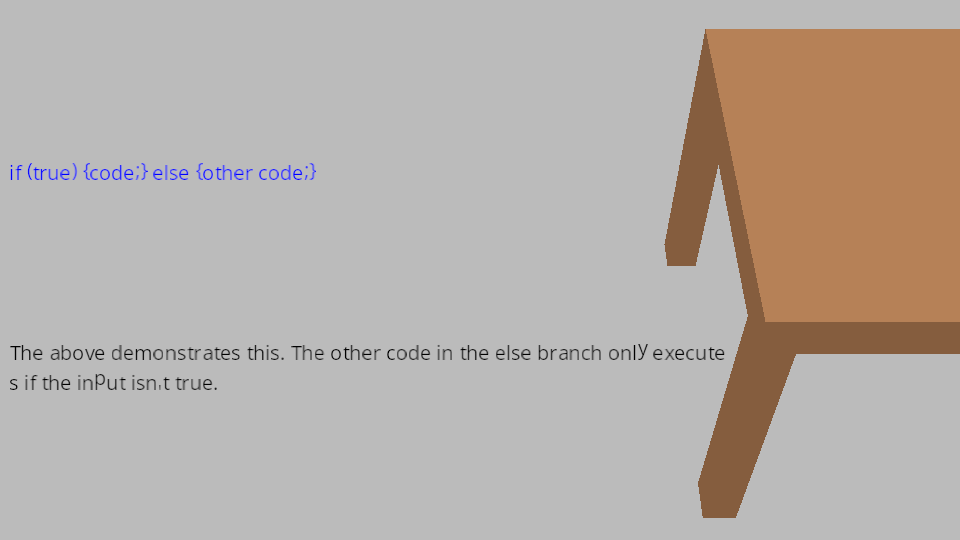 if (true) {code;} else {other code;}
The above demonstrates this. The other code in the else branch only execute
s if the input isn't true.